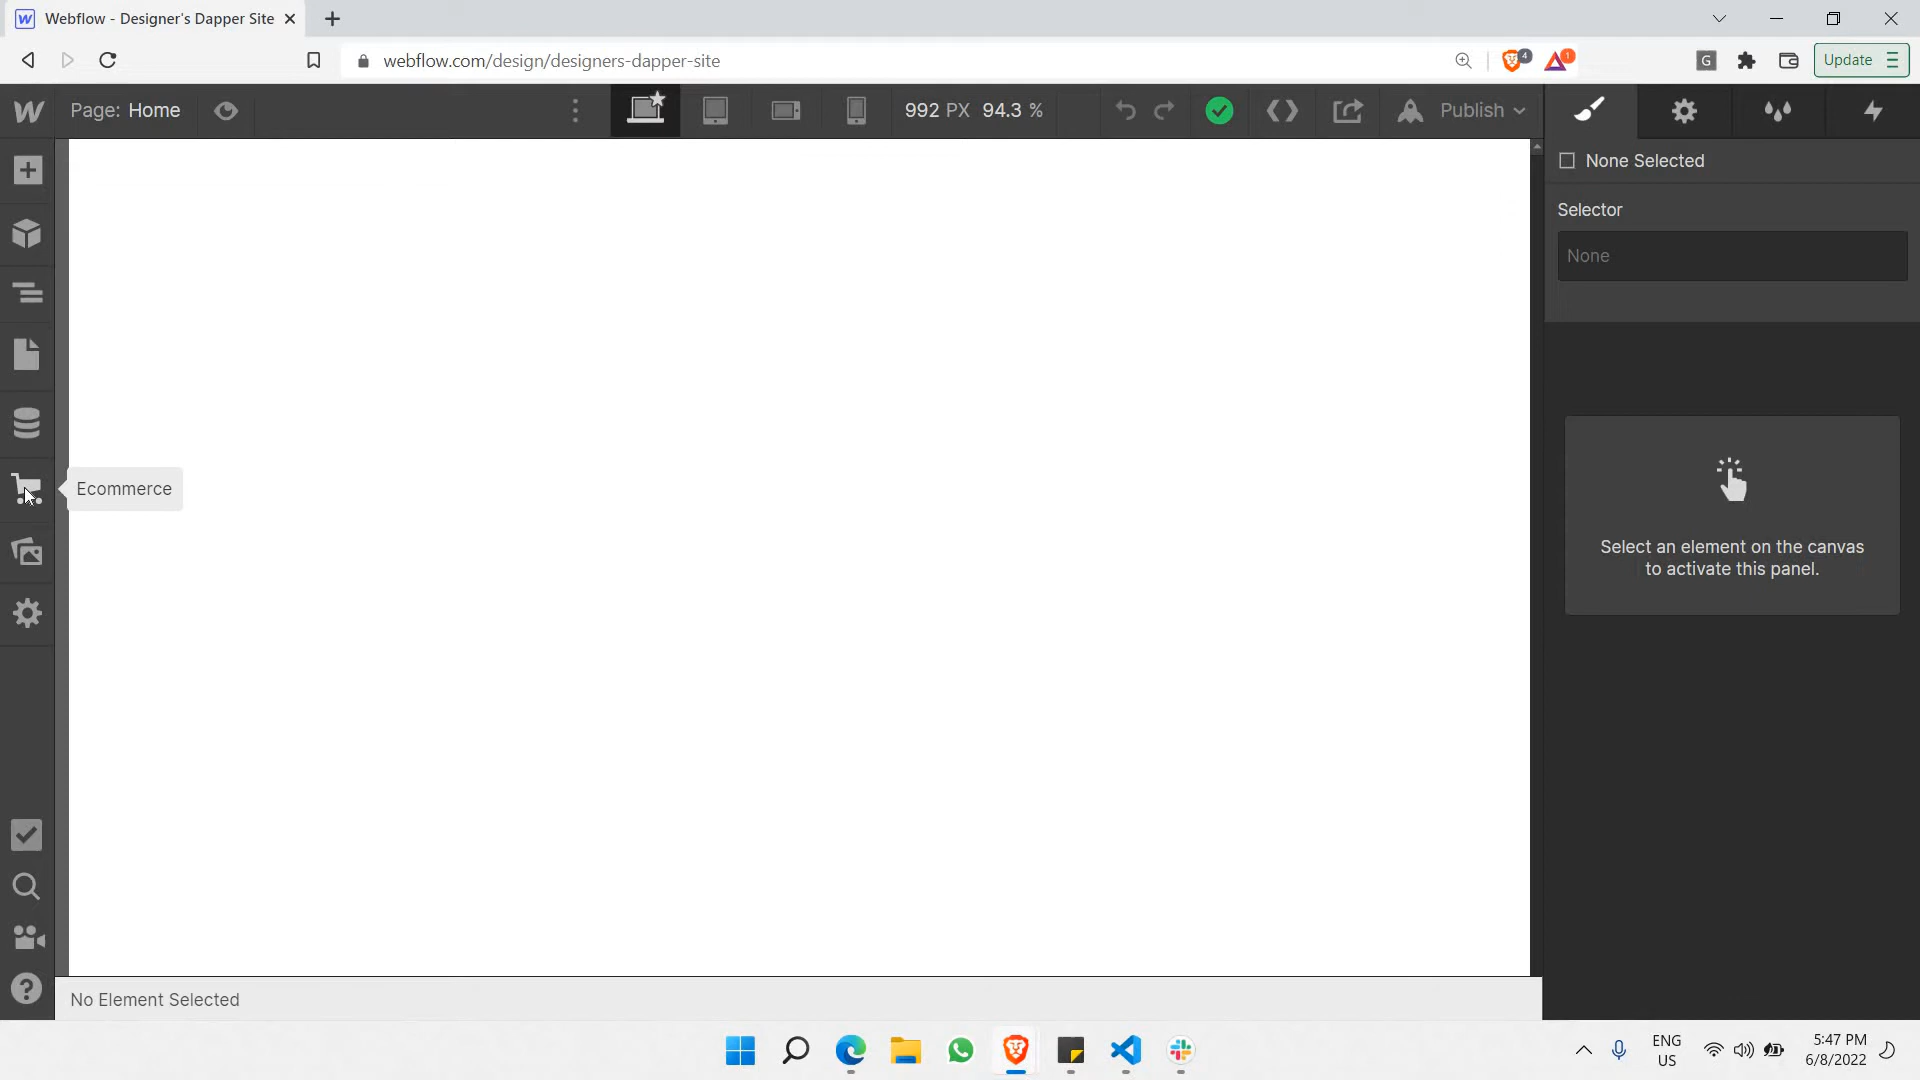 Webflow - Designer's Dapper Site
webflow.com/design/designers-dapper-site
4
1
G
Update
W
Page: Home
992 PX 94.3 %
Publish
None Selected
Selector
None
Ecommerce
Select an element on the canvas
to activate this panel.
No Element Selected
ENG
US
5:47 PM
6/8/2022